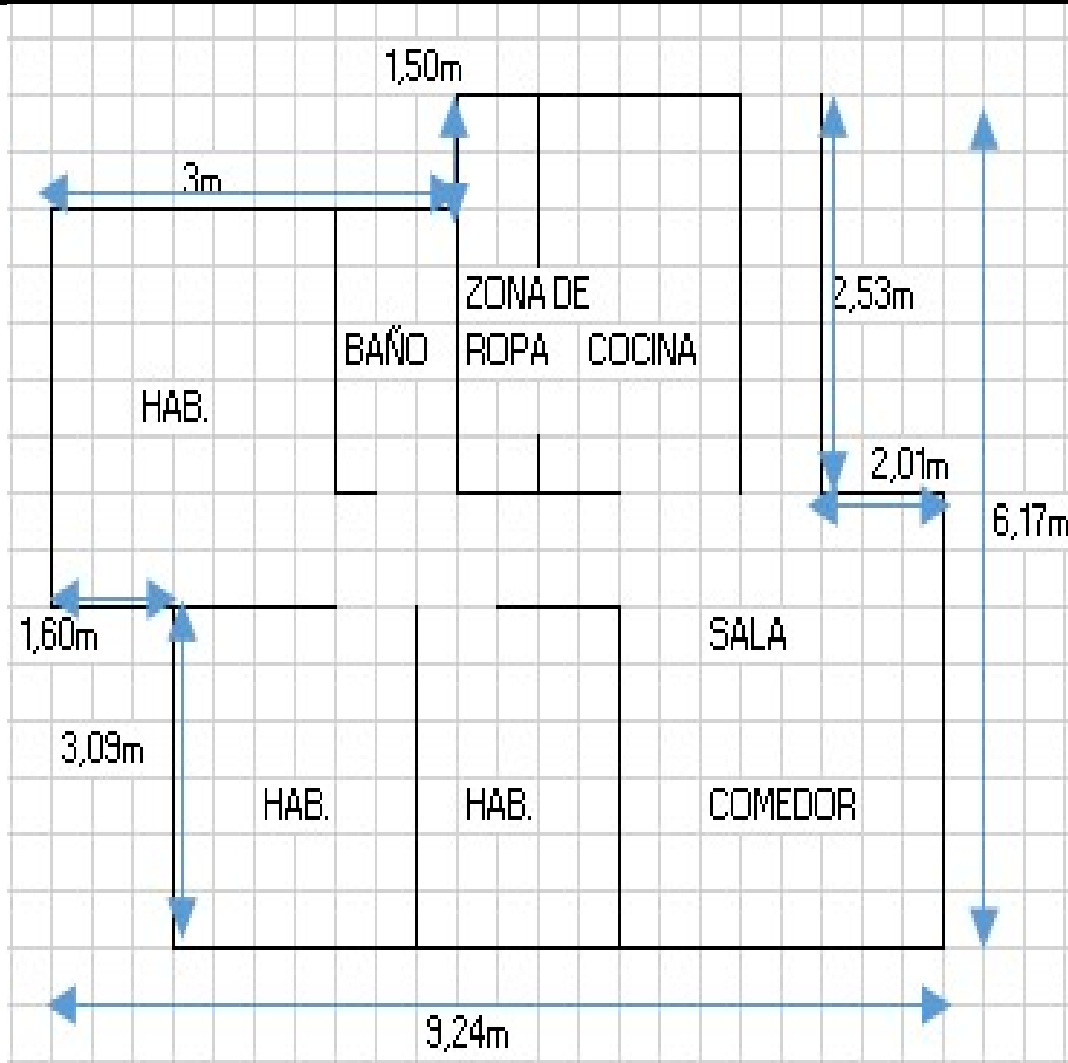 1,50m
3m
ZONA DE
2,53m
BAÑO
ROPA
COCINA
HAB.
2,01m
6,17m
1,60m
SALA
3,09m
HAB.
HAB.
COMEDOR
9,24m